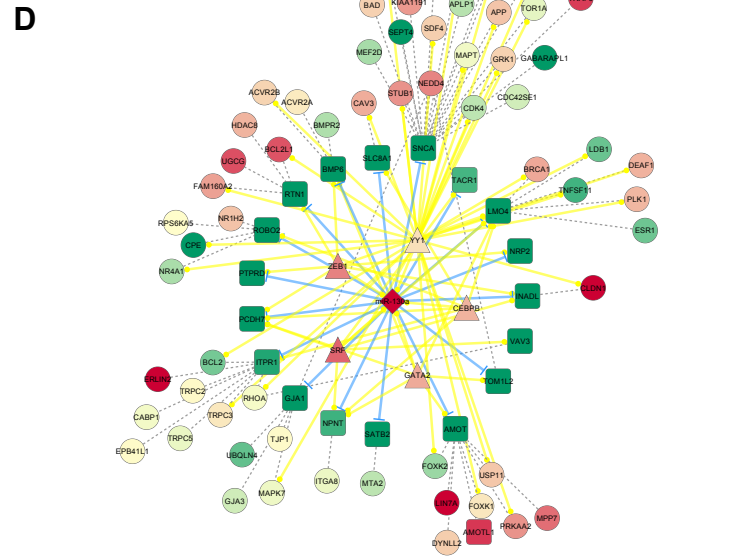 D
BAD
KIAA1191
APLP1
APP
TOR1A
SEPT4
SDF4
MEF2D
MAPT
GRK1
GABARAPL1
NEDD4
STUB1
ACVR2B
ACVR2A
CAV3
CDK4
CDC42SE1
HDAC8
BMPR2
BCL2L1
UGCG
SLC8A1
SNCA
BRCA1
LDB1
DEAF1
BMP6
TACR1
FAM160A2
RTN1
TNFSF11
PLK1
LMO4
RPS6KA5
NR1H2
ROBO2
ESR1
CPE
YY1
NRP2
NR4A1
PTPRD
ZEB1
CLDN1
INADL
miR-130a
CEBPB
PCDH7
VAV3
SRF
BCL2
ITPR1
ERLIN2
GATA2
TOM1L2
TRPC2
RHOA
GJA1
CABP1
TRPC3
NPNT
SATB2
AMOT
TRPC5
TJP1
EPB41L1
UBQLN4
FOXK2
USP11
ITGA8
MTA2
GJA3
MAPK7
LIN7A
FOXK1
MPP7
PRKAA2
AMOTL1
DYNLL2